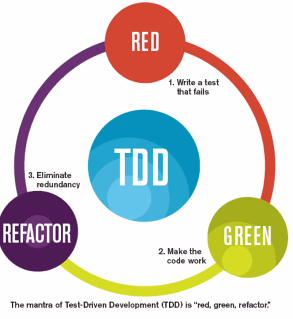 RED
1. Write a test
that fails
TDD
3. Eliminate
redundancy
REFACTOR
GREEN
2. Make the
code work
The mantra of Test-Driven Development (TDD) is "red, green, refactor."